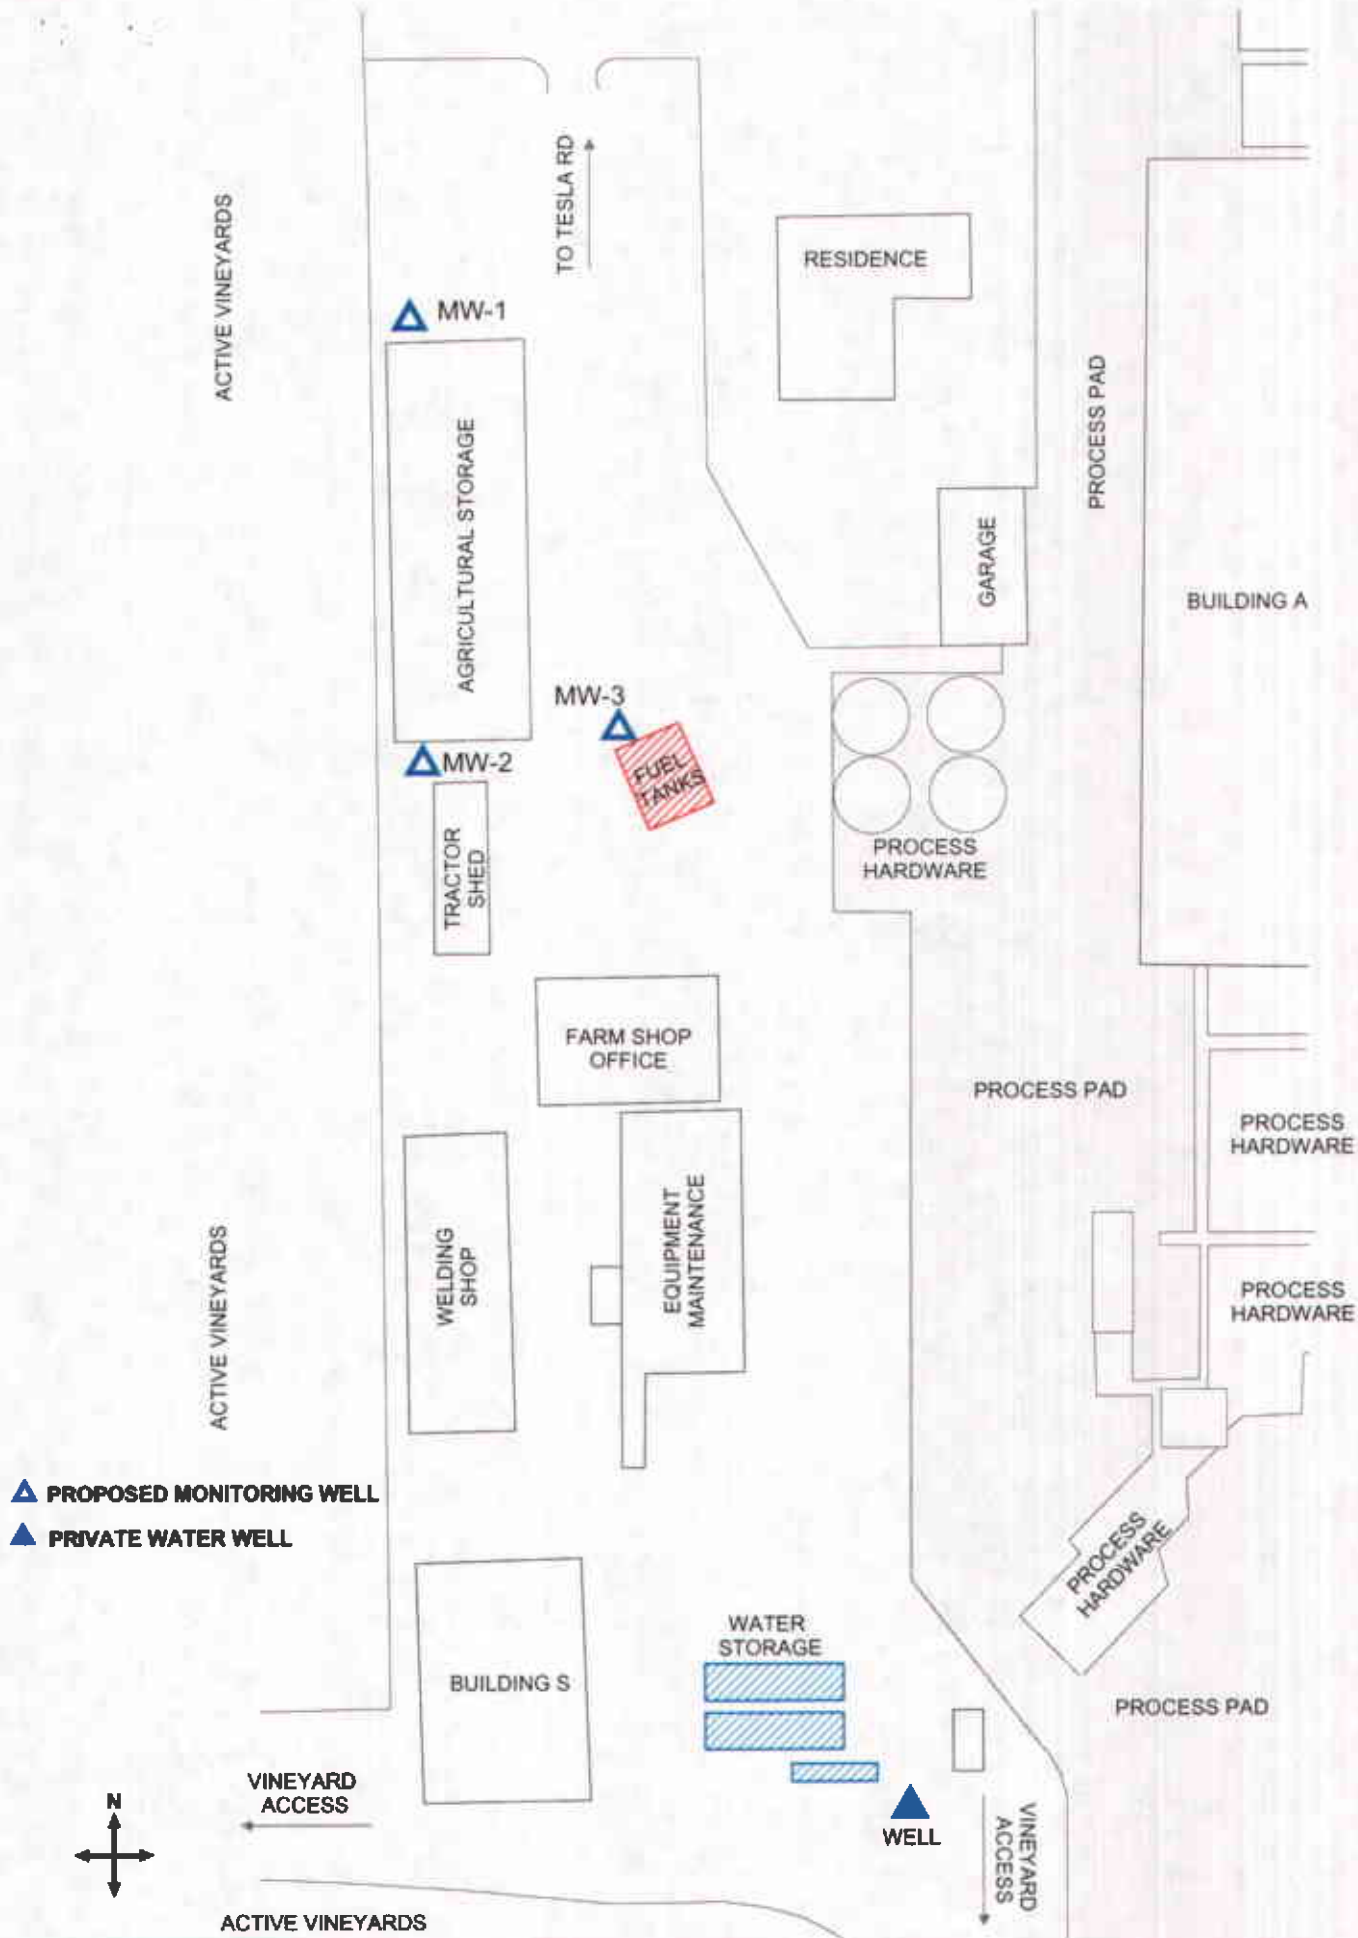 TO TESLA RD
ACTIVE VINEYARDS
RESIDENCE
MW-1
PROCESS PAD
AGRICULTURAL STORAGE
GARAGE
BUILDING A
MW-3
MW-2
FUEL
TANKS
PROCESS
HARDWARE
TRACTOR
SHED
FARM SHOP
OFFICE
PROCESS PAD
PROCESS
HARDWARE
EQUIPMENT
MAINTENANCE
WELDING
SHOP
ACTIVE VINEYARDS
PROCESS
HARDWARE
PROPOSED MONITORING WELL
PRIVATE WATER WELL
PROCESS
HARDWARE
WATER
STORAGE
BUILDING S
PROCESS PAD
VINEYARD
ACCESS
N
WELL
VINEYARD
ACCESS
ACTIVE VINEYARDS